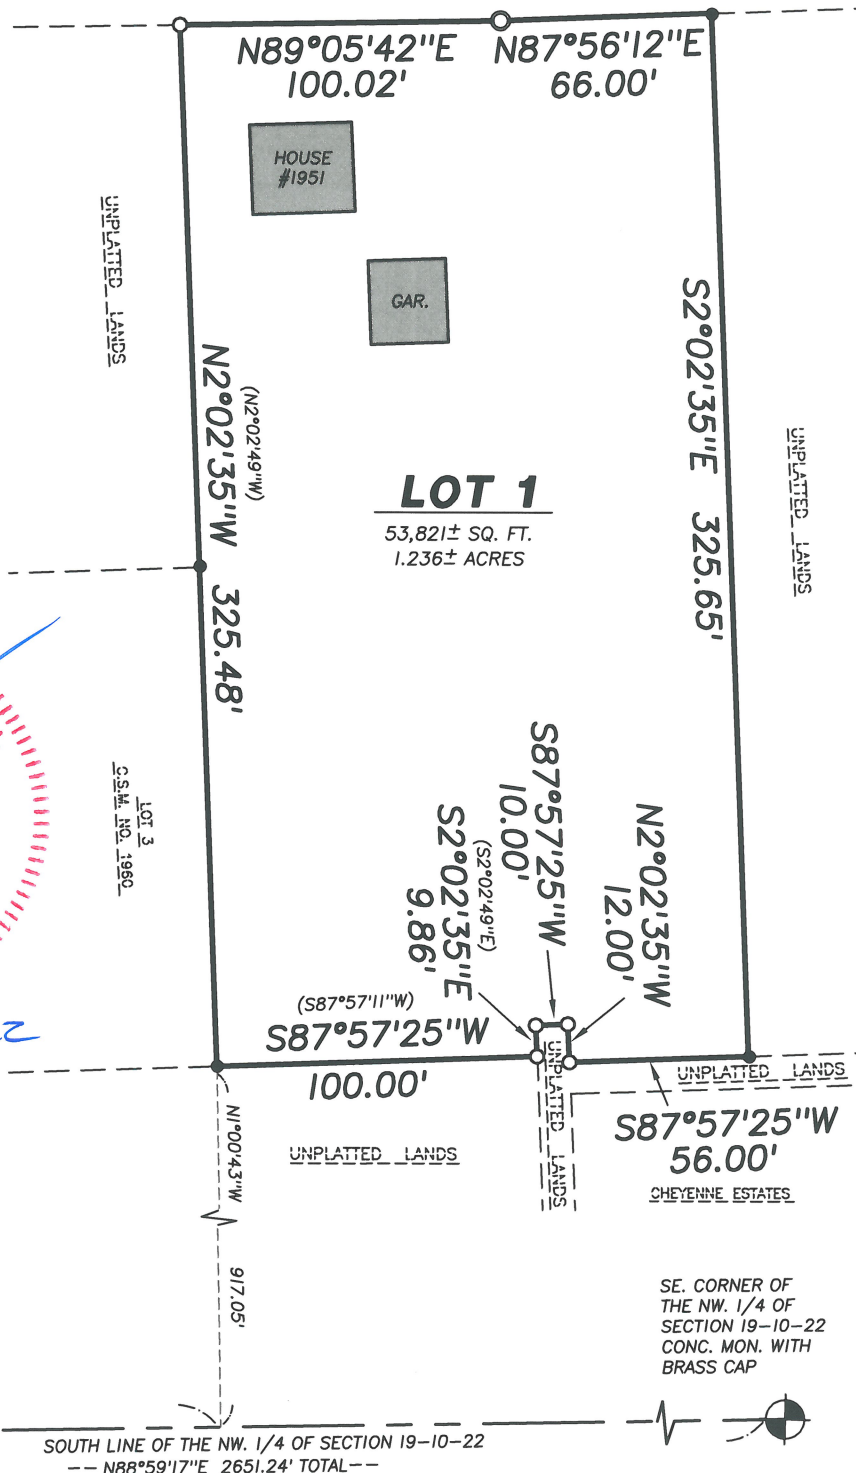 N89°05'42"E
100.02'
N87°56'12"E
66.00'
HOUSE
#1951
GAR.
UNPLATTED LANDS
N2°02'35"W 325.48'
(N2°02'49"W)
S2°02'35"E 325.65'
UNPLATTED LANDS
LOT 1
53,821± SQ. FT.
1.236± ACRES
LOT 3
C.S.M. NO. 1960
S87°57'25"W
10.00'
(S2°02'49"E)
S2°02'35"E
9.86'
N2°02'35"W
12.00'
(S87°57'11"W)
S87°57'25"W
100.00'
UNPLATTED LANDS
UNPLATTED LANDS
UNPLATTED LANDS
S87°57'25"W
56.00'
CHEYENNE ESTATES
N1°00'43"W 917.05'
SE. CORNER OF
THE NW. 1/4 OF
SECTION 19-10-22
CONC. MON. WITH
BRASS CAP
SOUTH LINE OF THE NW. 1/4 OF SECTION 19-10-22
-- N88°59'17"E 2651.24' TOTAL--